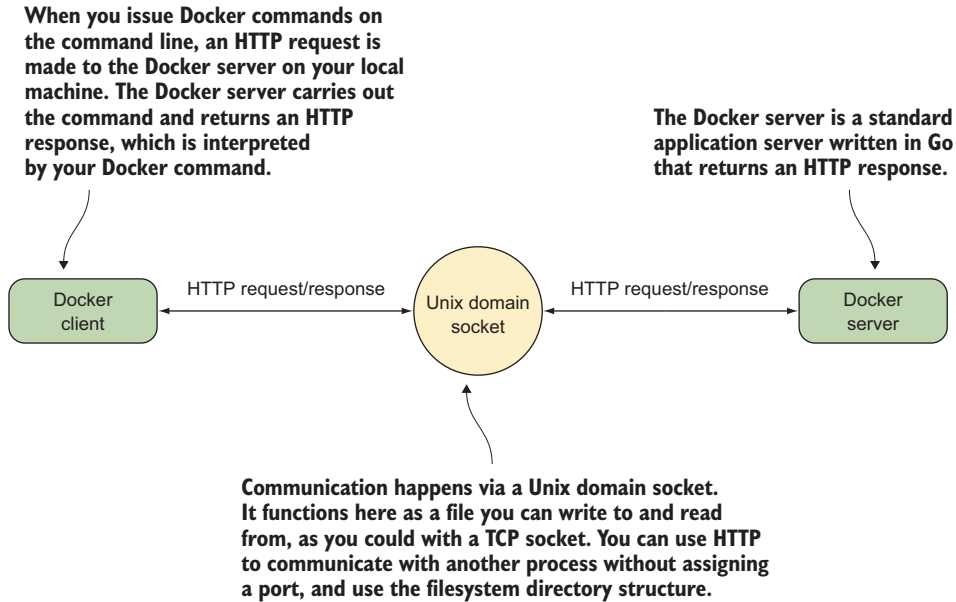 When you issue Docker commands on
the command line, an HTTP request is
made to the Docker server on your local
machine. The Docker server carries out
the command and returns an HTTP
response, which is interpreted
by your Docker command.
The Docker server is a standard
application server written in Go
that returns an HTTP response.
Docker
client
HTTP request/response
Unix domain
socket
HTTP request/response
Docker
server
Communication happens via a Unix domain socket.
It functions here as a file you can write to and read
from, as you could with a TCP socket. You can use HTTP
to communicate with another process without assigning
a port, and use the filesystem directory structure.